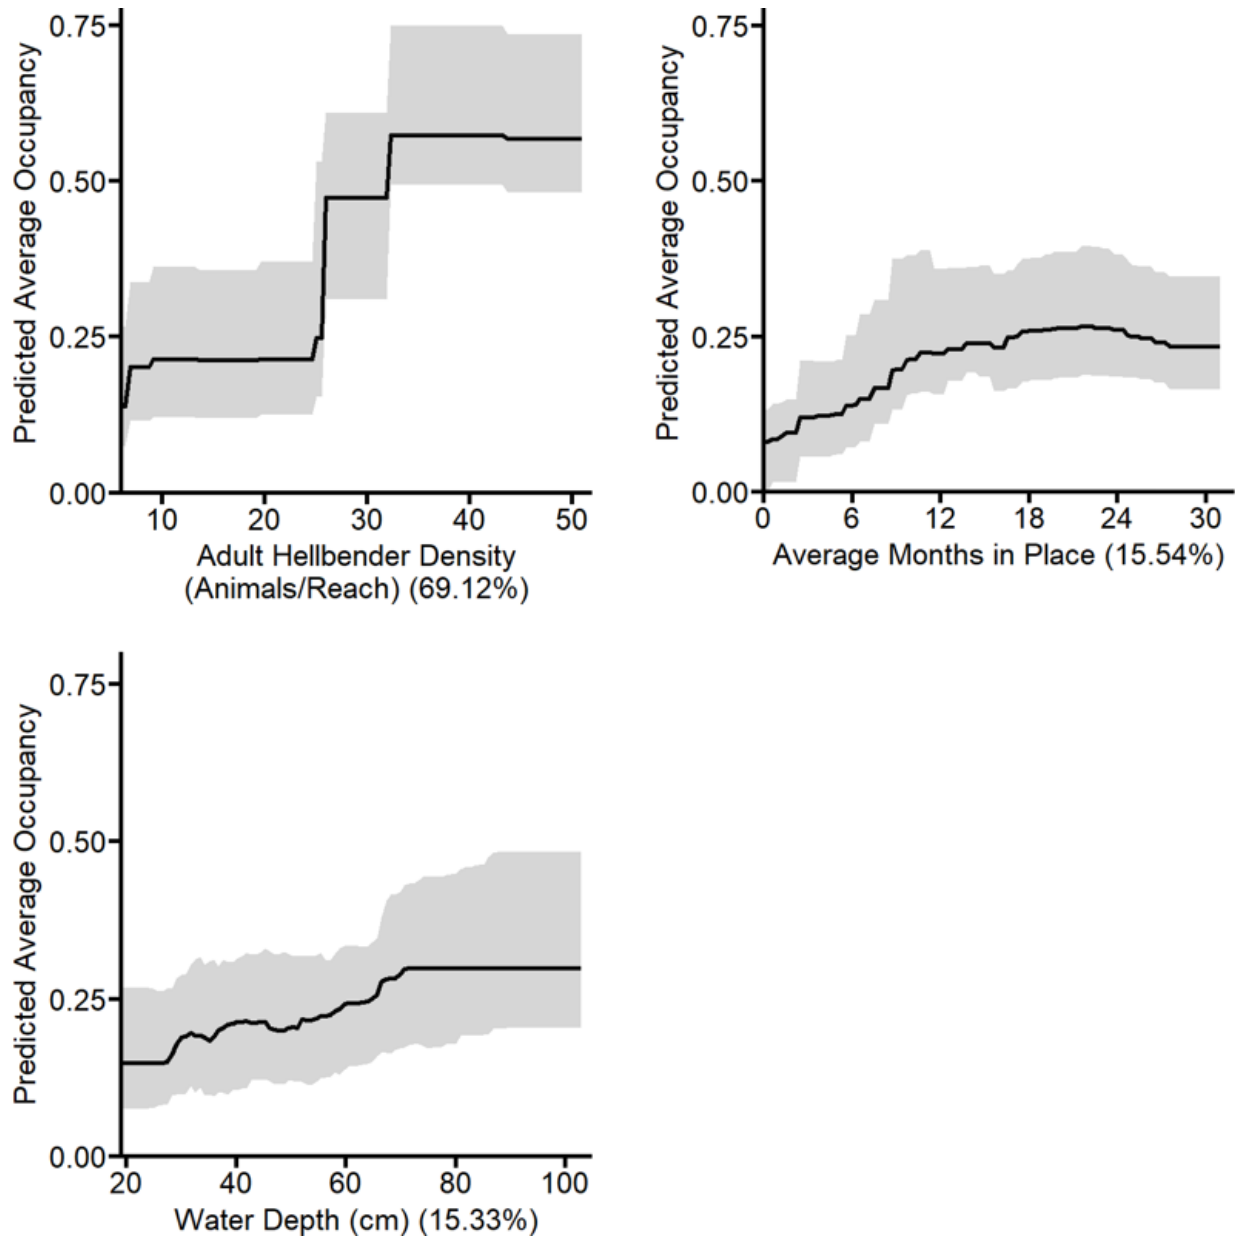 Predicted Average Occupancy
0.75
0.50
0.25
0.00
10 20 30 40 50
Adult Hellbender Density
(Animals/Reach) (69.12%)
Predicted Average Occupancy
0.75
0.50
0.25
0.00
0 6 12 18 24 30
Average Months in Place (15.54%)
Predicted Average Occupancy
0.75
0.50
0.25
0.00
20 40 60 80 100
Water Depth (cm) (15.33%)